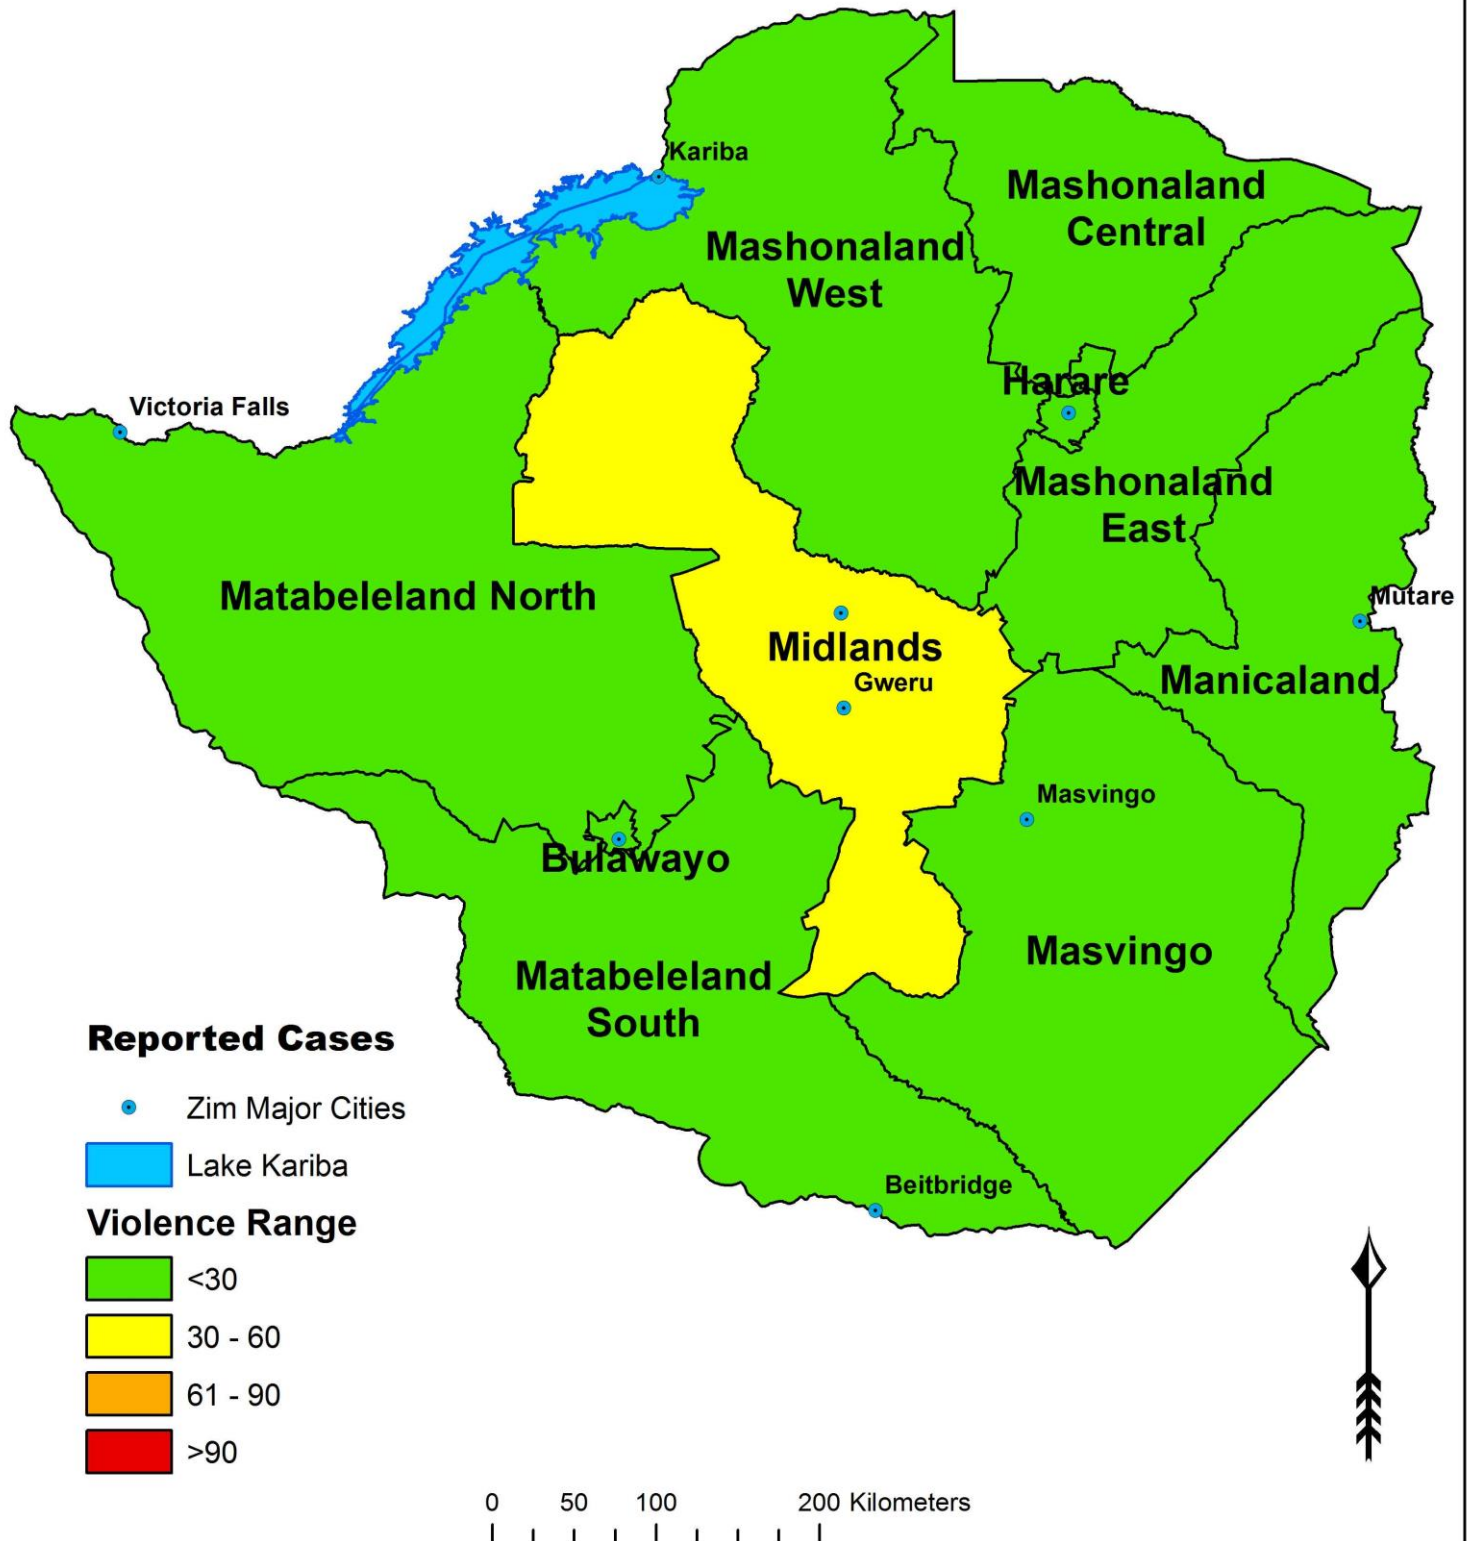 Kariba
Mashonaland
Central
Mashonaland
West
Harare
Victoria Falls
Mashonaland
East
Matabeleland North
Mutare
Midlands
Gweru
Manicaland
Masvingo
Bulawayo
Masvingo
Matabeleland
South
Beitbridge
Reported Cases
Zim Major Cities
Lake Kariba
Violence Range
<30
30 - 60
61 - 90
>90
0 50 100 200 Kilometers